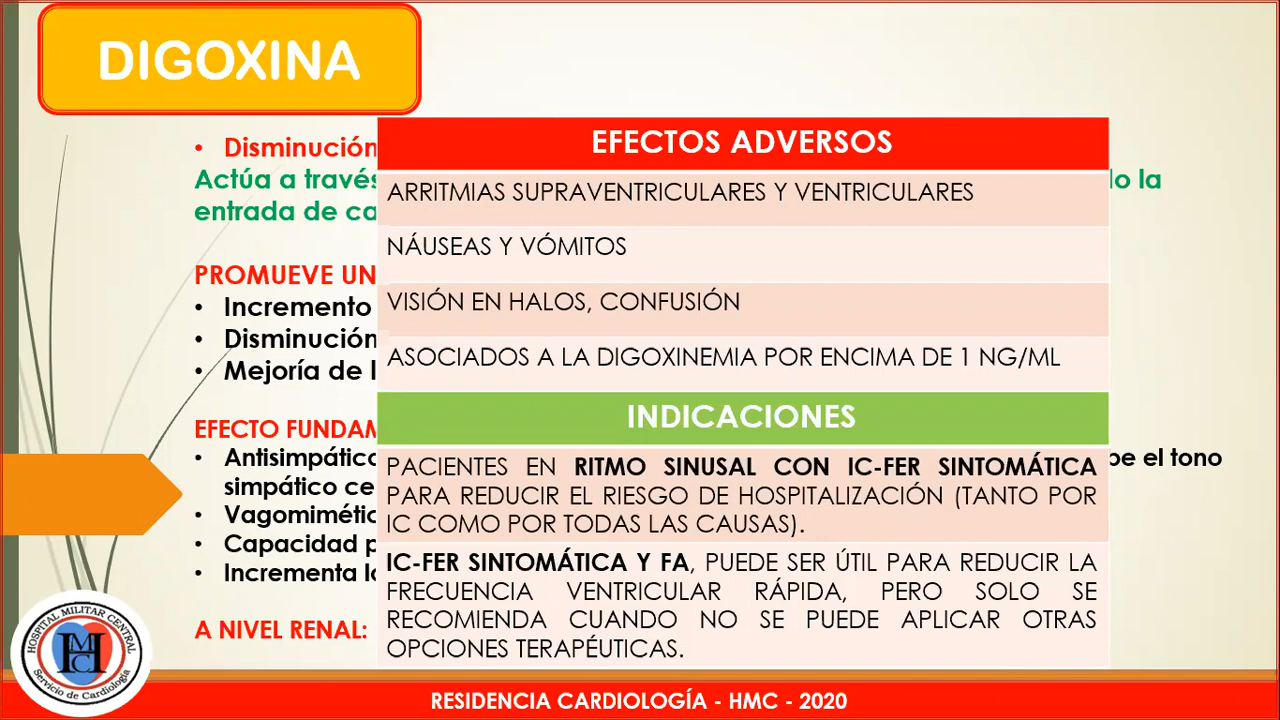 DIGOXINA
• Disminución
Actúa a través
lo la
entrada de ca
PROMUEVE UN
• Incremento
• Disminución
• Mejoría de l
EFECTO FUNDAM
• Antisimpátic
el tono
simpático ce
• Vagomiméti
• Capacidad p
• Incrementa l
A NIVEL RENAL:
EFECTOS ADVERSOS
ARRITMIAS SUPRAVENTRICULARES Y VENTRICULARES
NÁUSEAS Y VÓMITOS
VISIÓN EN HALOS, CONFUSIÓN
ASOCIADOS A LA DIGOXINEMIA POR ENCIMA DE 1 NG/ML
INDICACIONES
PACIENTES EN RITMO SINUSAL CON IC-FER SINTOMÁTICA
PARA REDUCIR EL RIESGO DE HOSPITALIZACIÓN (TANTO POR
IC COMO POR TODAS LAS CAUSAS).
IC-FER SINTOMÁTICA Y FA, PUEDE SER ÚTIL PARA REDUCIR LA
FRECUENCIA VENTRICULAR RÁPIDA, PERO SOLO SE
RECOMIENDA CUANDO NO SE PUEDE APLICAR OTRAS
OPCIONES TERAPÉUTICAS.
HOSPITAL MILITAR CENTRAL
HMC
Servicio de Cardiología
RESIDENCIA CARDIOLOGÍA - HMC - 2020